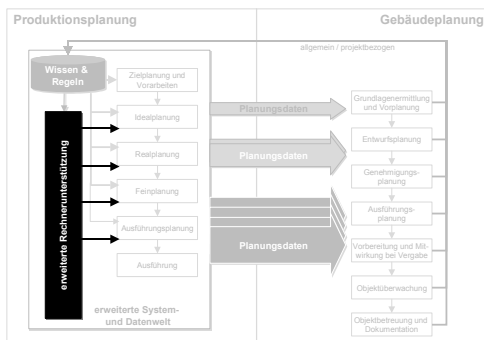 Produktionsplanung
Gebäudeplanung
allgemein / projektbezogen
Wissen &
Regeln
erweiterte Rechnerunterstützung
Zielplanung und
Vorarbeiten
Idealplanung
Realplanung
Feinplanung
Ausführungsplanung
Ausführung
erweiterte System-
und Datenwelt
Planungsdaten
Planungsdaten
Planungsdaten
Grundlagenermittlung
und Vorplanung
Entwurfsplanung
Genehmigungs-
planung
Ausführungs-
planung
Vorbereitung und Mit-
wirkung bei Vergabe
Objektüberwachung
Objektbetreuung und
Dokumentation